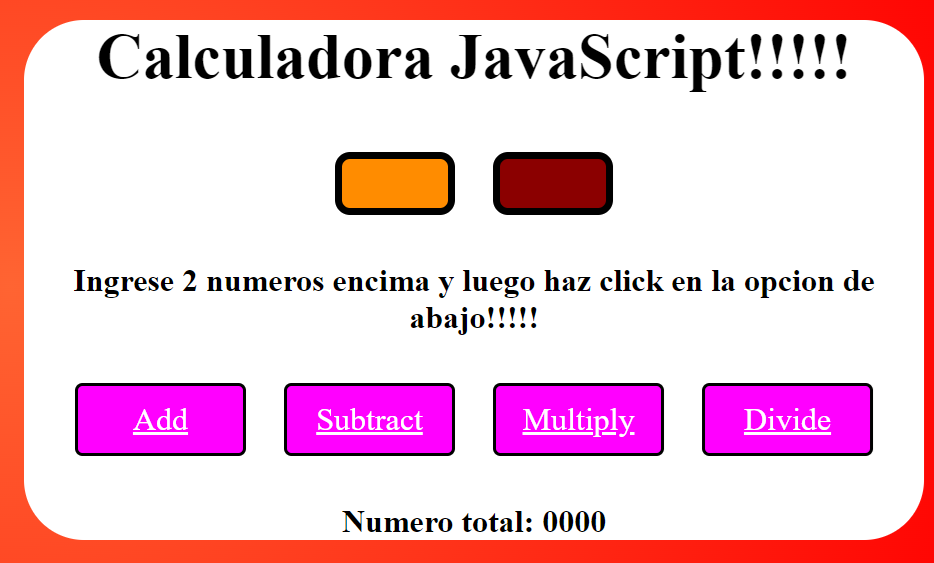 Calculadora JavaScript!!!!!
Ingrese 2 numeros encima y luego haz click en la opcion de
abajo!!!!!
Add Subtract Multiply Divide
Numero total: 0000